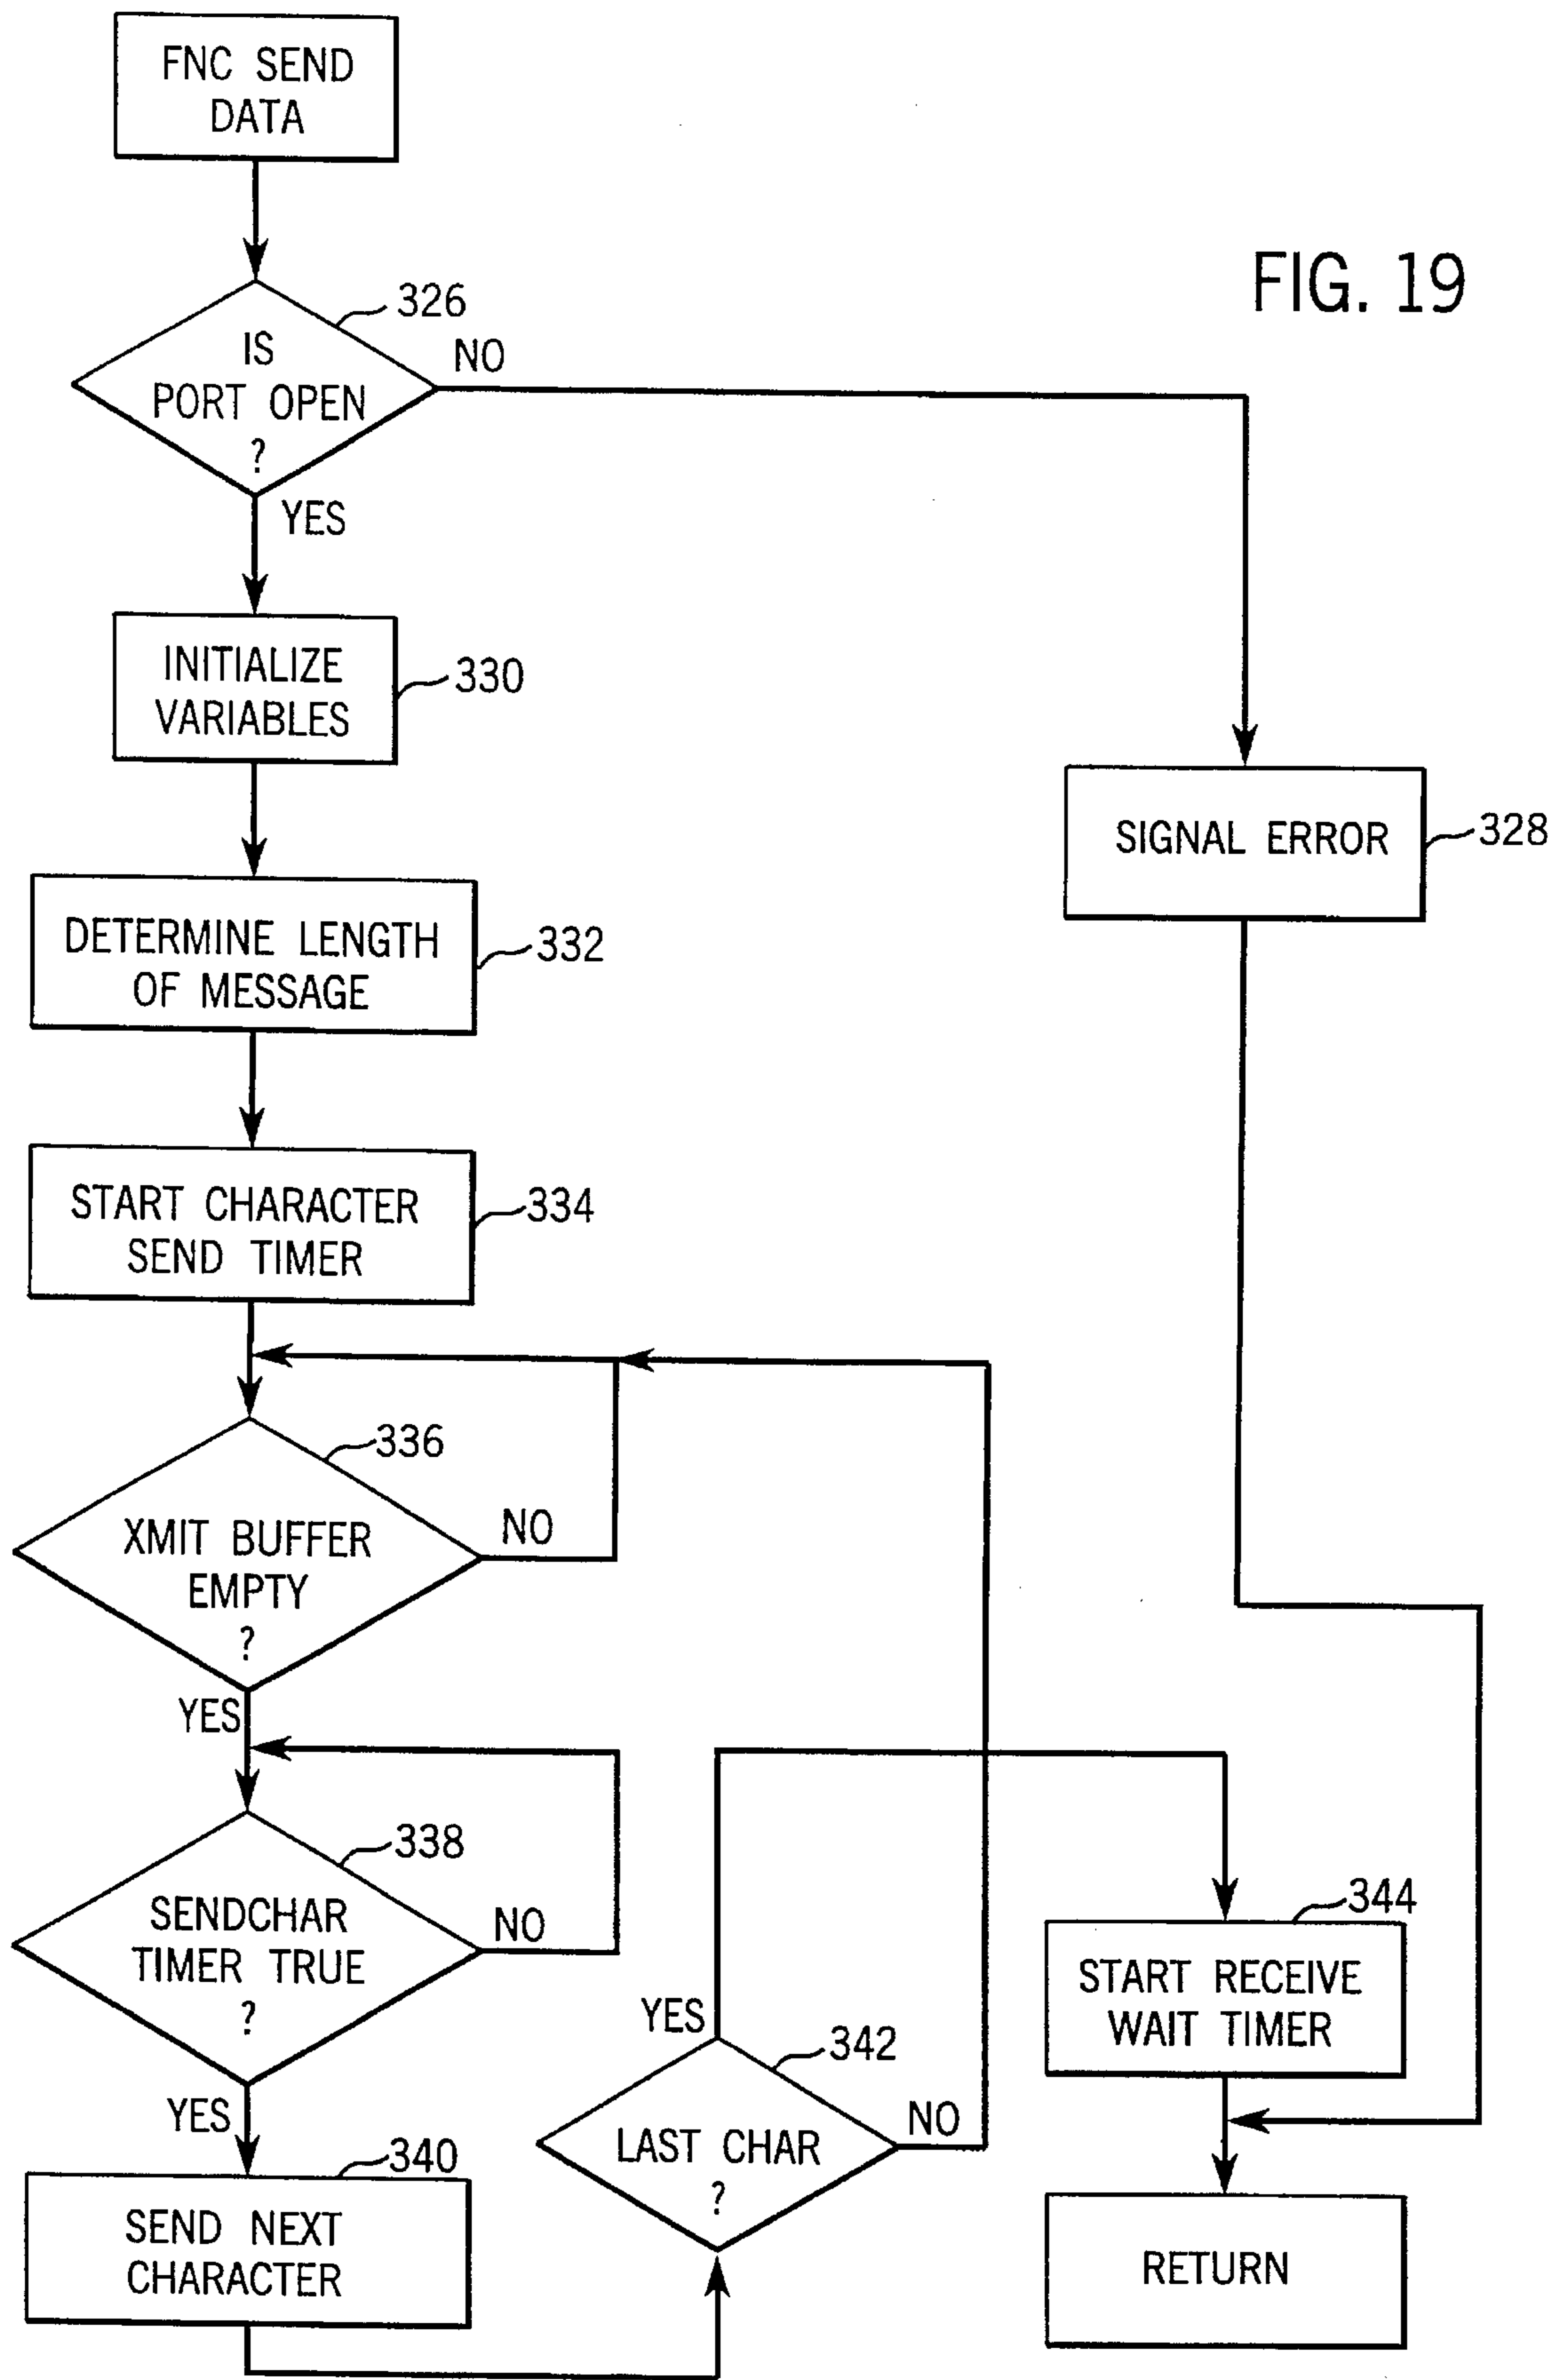 FNC SEND
DATA
FIG. 19
326
IS
PORT OPEN
?
NO
YES
INITIALIZE
VARIABLES
330
SIGNAL ERROR
328
DETERMINE LENGTH
OF MESSAGE
332
START CHARACTER
SEND TIMER
334
336
XMIT BUFFER
EMPTY
?
NO
YES
338
SENDCHAR
TIMER TRUE
?
NO
YES
340
SEND NEXT
CHARACTER
YES
342
LAST CHAR
?
NO
344
START RECEIVE
WAIT TIMER
RETURN